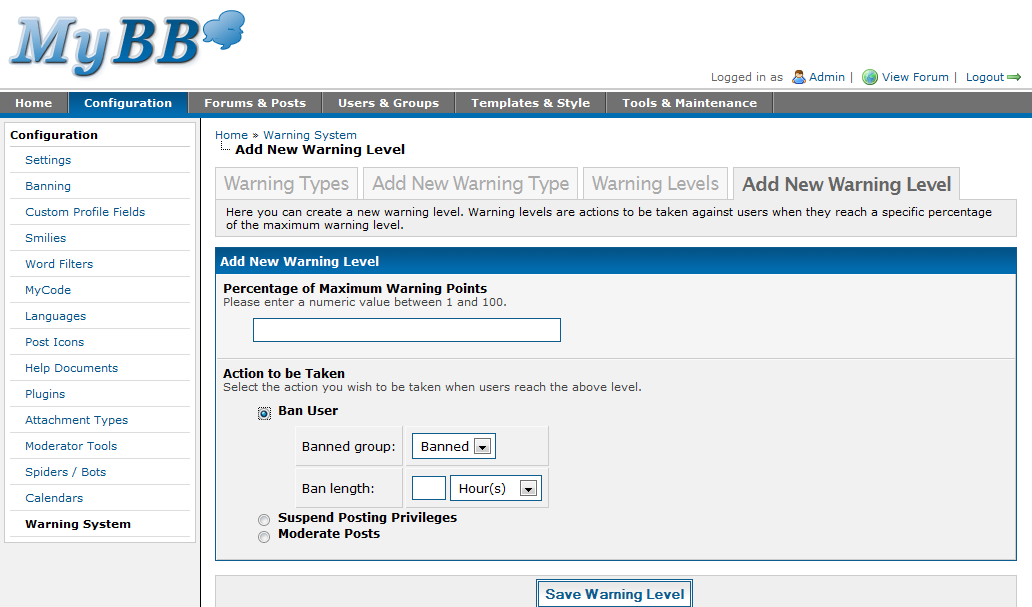 MyBB
Logged in as Admin | View Forum | Logout
Home Configuration Forums & Posts Users & Groups Templates & Style Tools & Maintenance
Configuration
Settings
Banning
Custom Profile Fields
Smilies
Word Filters
MyCode
Languages
Post Icons
Help Documents
Plugins
Attachment Types
Moderator Tools
Spiders / Bots
Calendars
Warning System
Home » Warning System
Add New Warning Level
Warning Types Add New Warning Type Warning Levels Add New Warning Level
Here you can create a new warning level. Warning levels are actions to be taken against users when they reach a specific percentage
of the maximum warning level.
Add New Warning Level
Percentage of Maximum Warning Points
Please enter a numeric value between 1 and 100.
Action to be Taken
Select the action you wish to be taken when users reach the above level.
Ban User
Banned group: Banned
Ban length: Hour(s)
Suspend Posting Privileges
Moderate Posts
Save Warning Level